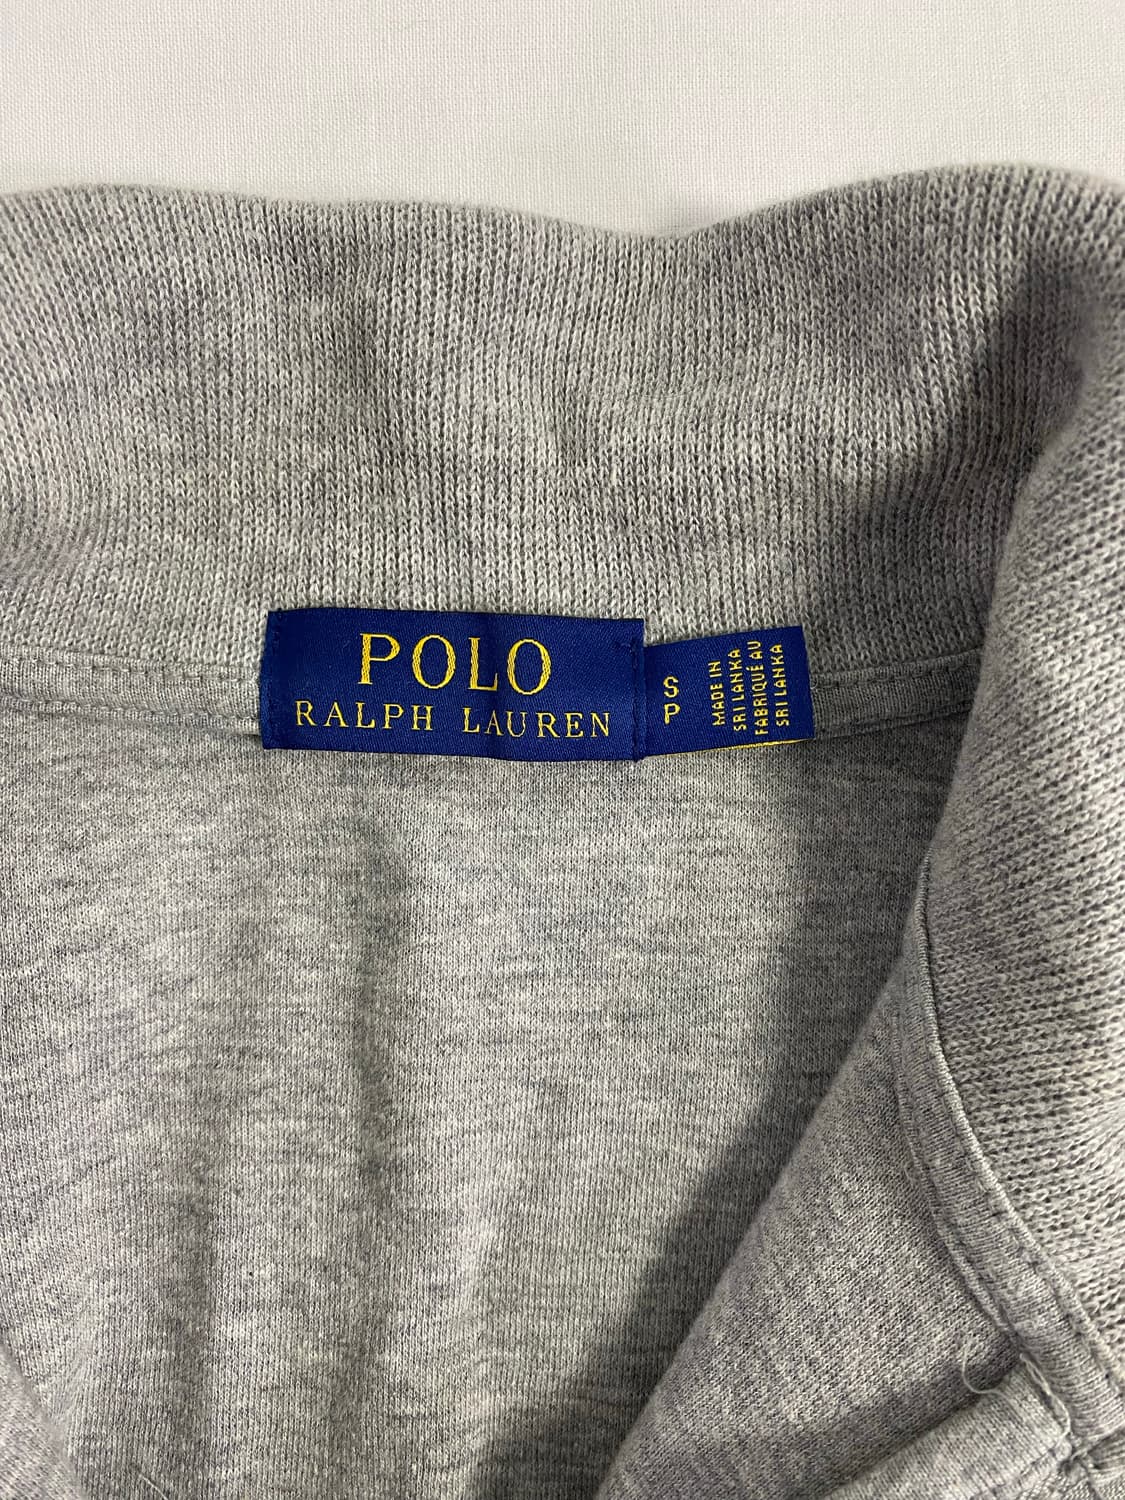 POLO
RALPH LAUREN
S
P
MADE IN
SRI LANKA
FABRIQUÉ AU
SRI LANKA